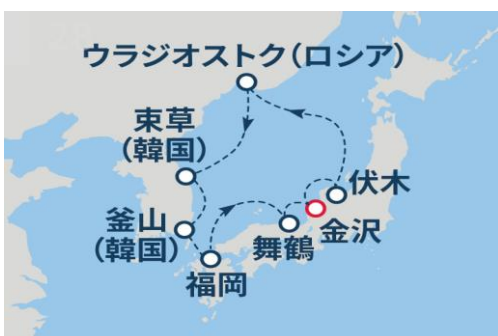 ウラジオストク（ロシア）
束草
（韓国）
釜山
（韓国）
福岡
舞鶴
金沢
伏木